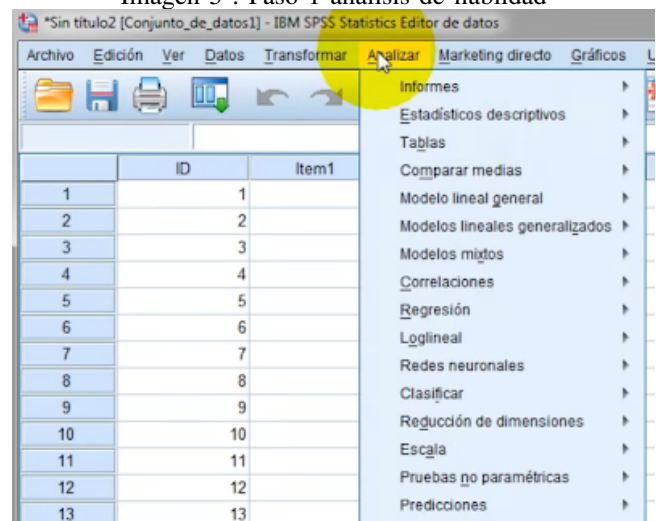 *Sin título2 [Conjunto_de_datos1] - IBM SPSS Statistics Editor de datos
Archivo Edición Ver Datos Transformar Analizar Marketing directo Gráficos
Informes
Estadísticos descriptivos
Tablas
Comparar medias
Modelo lineal general
Modelos lineales generalizados
Modelos mixtos
Correlaciones
Regresión
Loglineal
Redes neuronales
Clasificar
Reducción de dimensiones
Escala
Pruebas no paramétricas
Predicciones
ID Item1
1 1
2 2
3 3
4 4
5 5
6 6
7 7
8 8
9 9
10 10
11 11
12 12
13 13